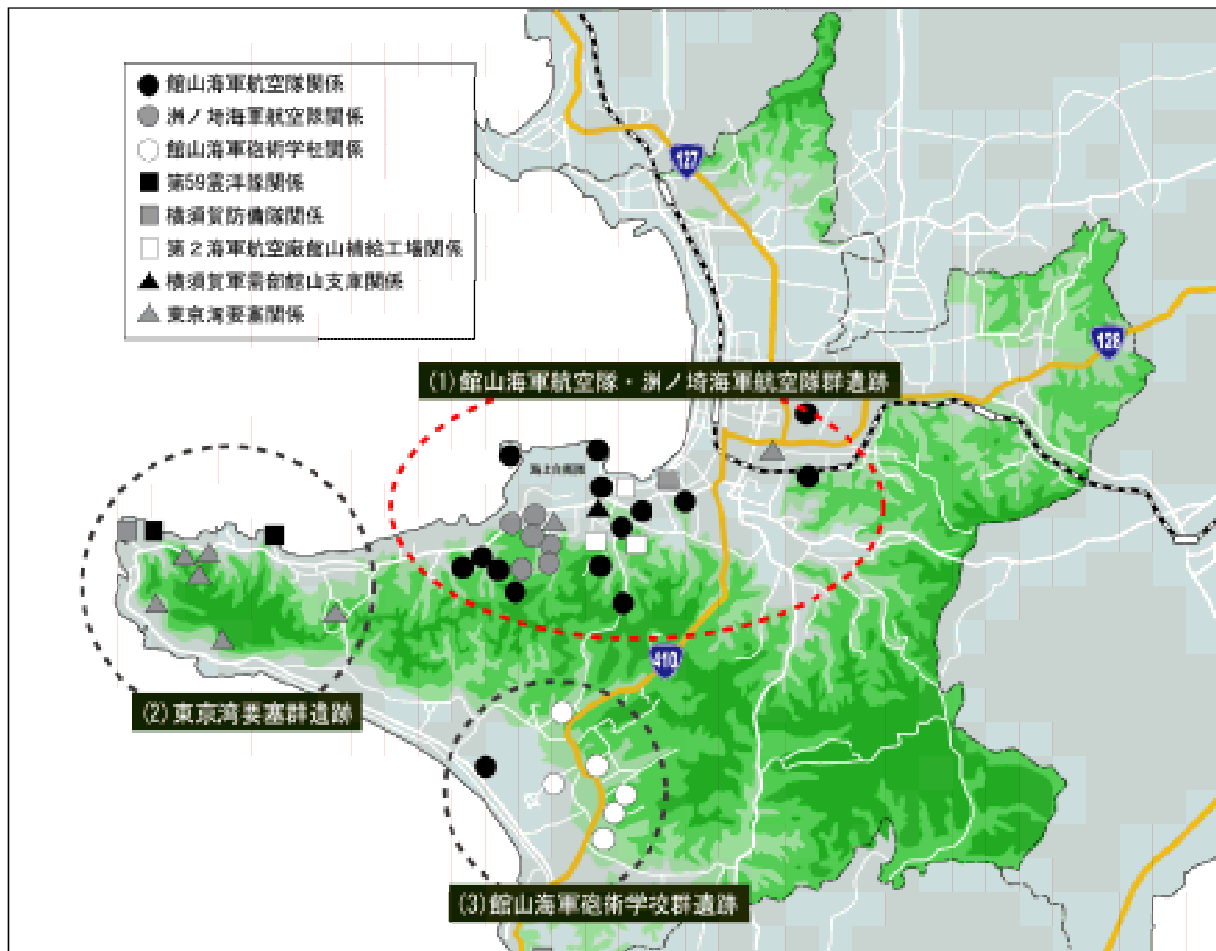 館山海軍航空隊関係
洲ノ埼海軍航空隊関係
館山海軍砲術学校関係
第59震洋隊関係
横須賀防備隊関係
第2海軍航空廠館山補給工場関係
横須賀軍需部館山支庫関係
東京湾要塞関係
127
128
(1)館山海軍航空隊・洲ノ埼海軍航空隊群遺跡
海上自衛隊
410
(2)東京湾要塞群遺跡
(3)館山海軍砲術学校群遺跡